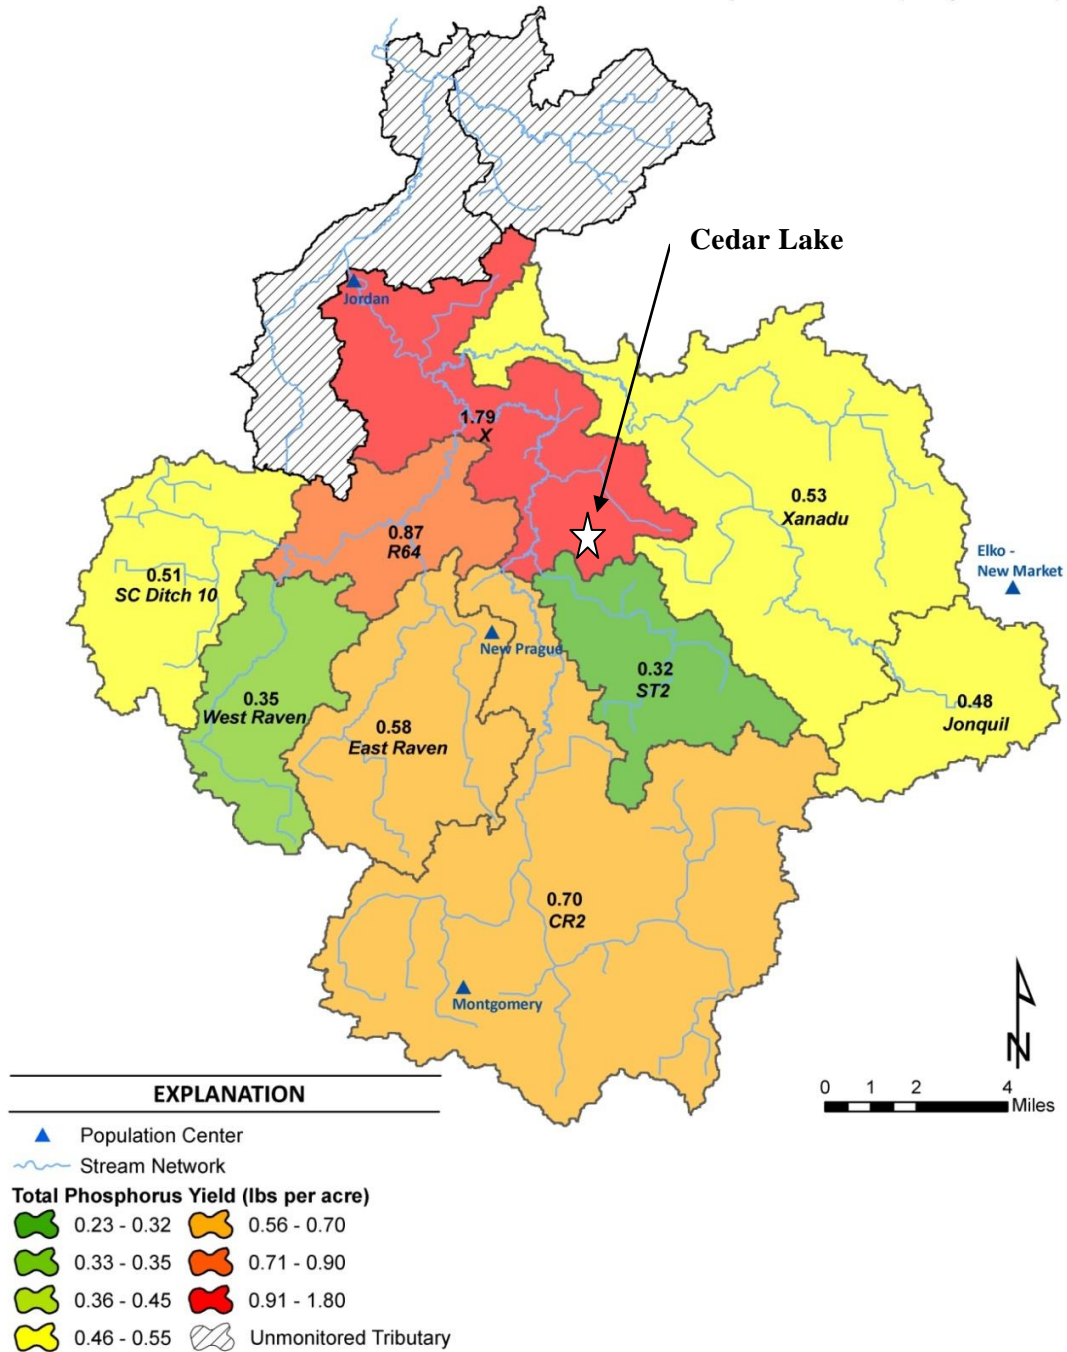 Cedar Lake
Jordan
1.79
X
0.53
Xanadu
0.87
R64
Elko -
New Market
0.51
SC Ditch 10
New Prague
0.32
ST2
0.35
West Raven
0.48
Jonquil
0.58
East Raven
0.70
CR2
Montgomery
N
0 1 2 4
Miles
EXPLANATION
Population Center
Stream Network
Total Phosphorus Yield (lbs per acre)
0.23 - 0.32 0.56 - 0.70
0.33 - 0.35 0.71 - 0.90
0.36 - 0.45 0.91 - 1.80
0.46 - 0.55 Unmonitored Tributary